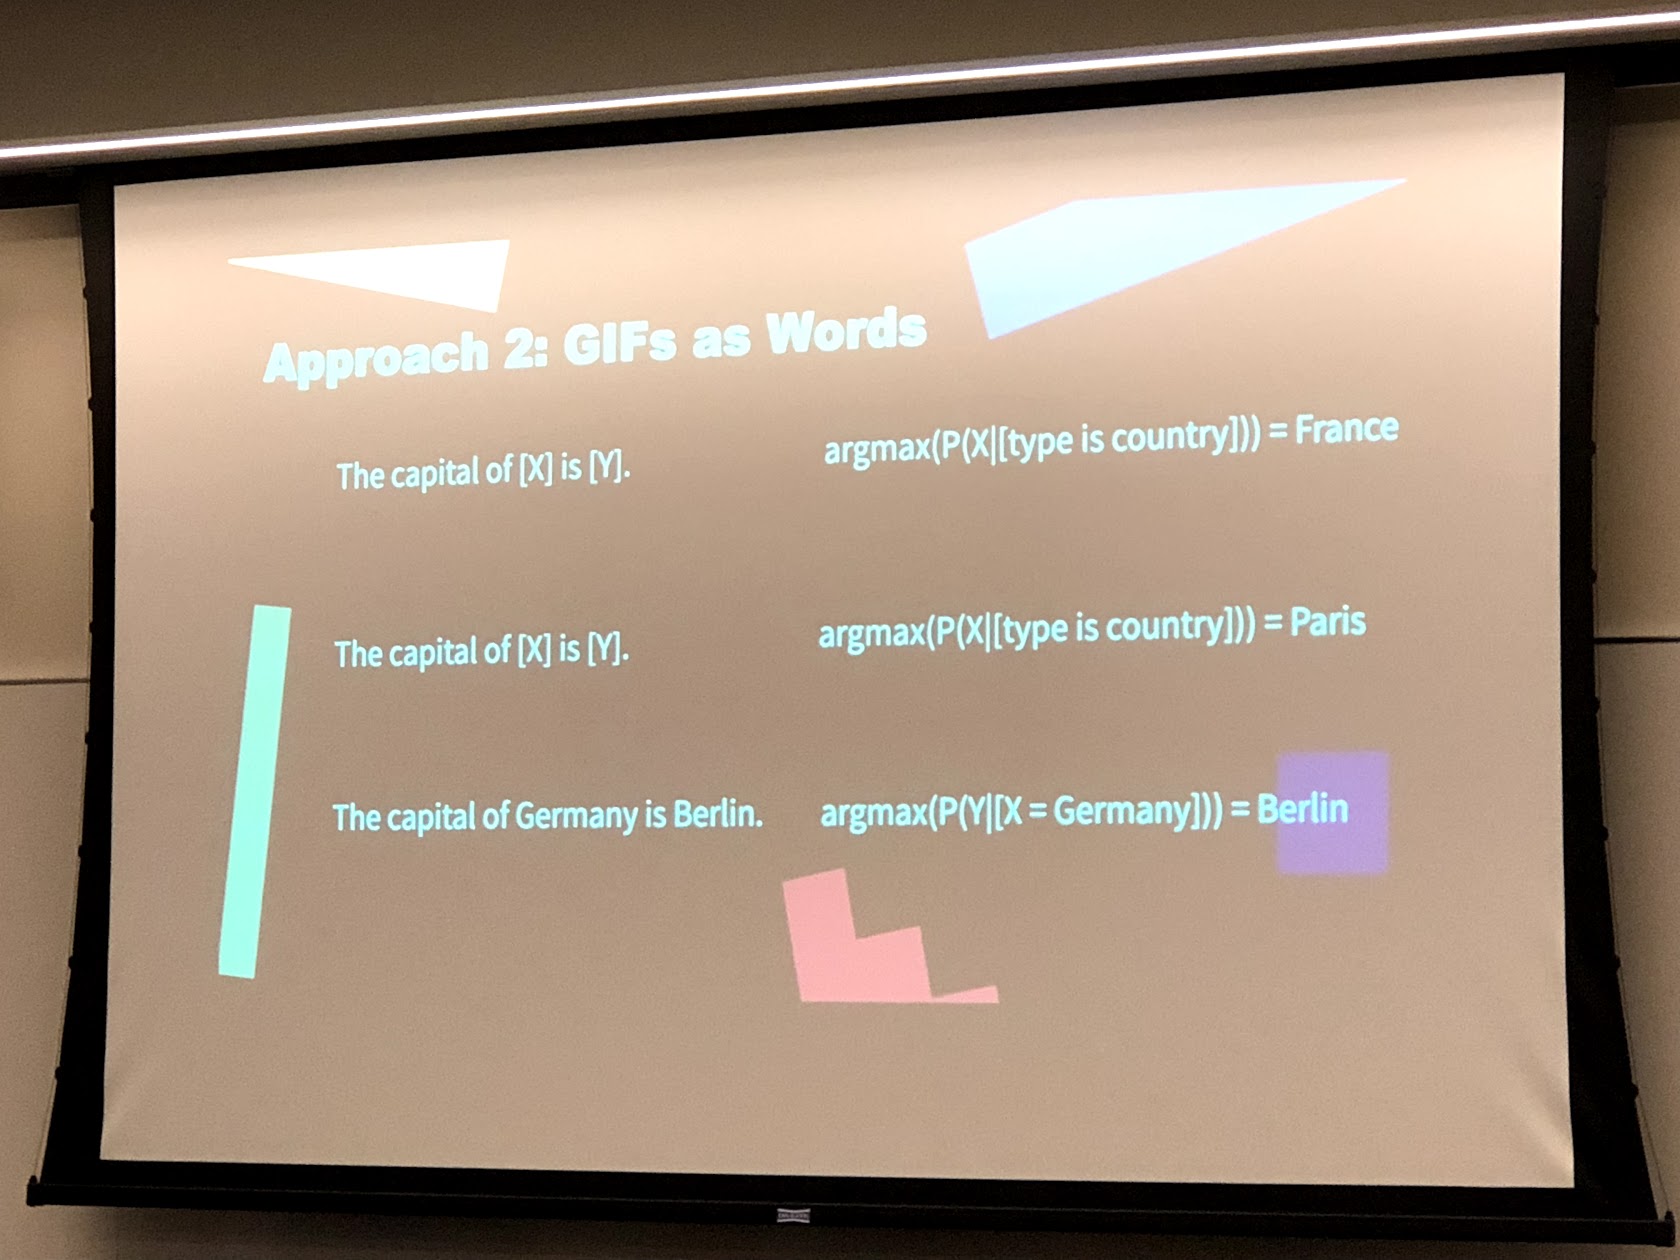 Approach 2: GIFs as Words
The capital of [X] is [Y].
argmax(P(X|[type is country])) = France
The capital of [X] is [Y].
argmax(P(X|[type is country])) = Paris
The capital of Germany is Berlin.
argmax(P(Y|[X = Germany])) = Berlin